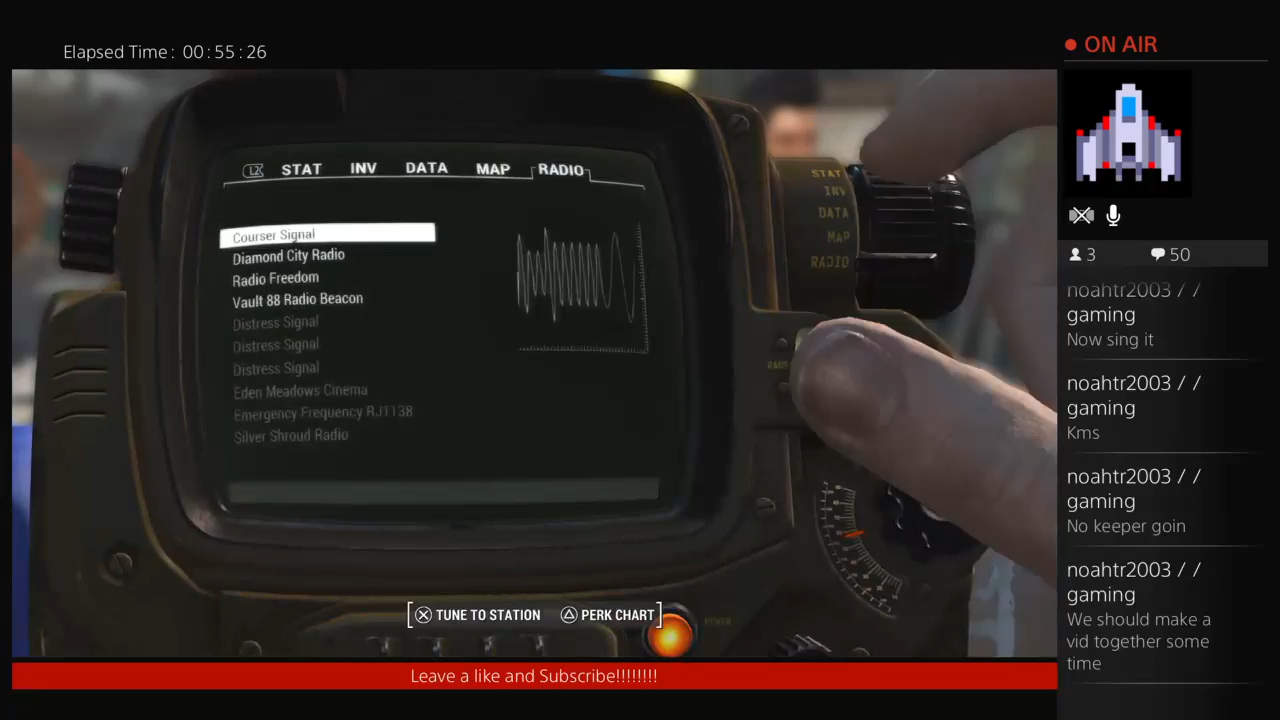 Elapsed Time: 00:55:26
ON AIR
STAT INV DATA MAP RADIO
Courser Signal
Diamond City Radio
Radio Freedom
Vault 88 Radio Beacon
Distress Signal
Distress Signal
Distress Signal
Eden Meadows Cinema
Emergency Frequency RJ1138
Silver Shroud Radio
STAT
INV
DATA
MAP
RADIO
RADS
POWER
TUNE TO STATION PERK CHART
Leave a like and Subscribe!!!!!!!!
3 50
noahtr2003 / /
gaming
Now sing it
noahtr2003 / /
gaming
Kms
noahtr2003 / /
gaming
No keeper goin
noahtr2003 / /
gaming
We should make a
vid together some
time